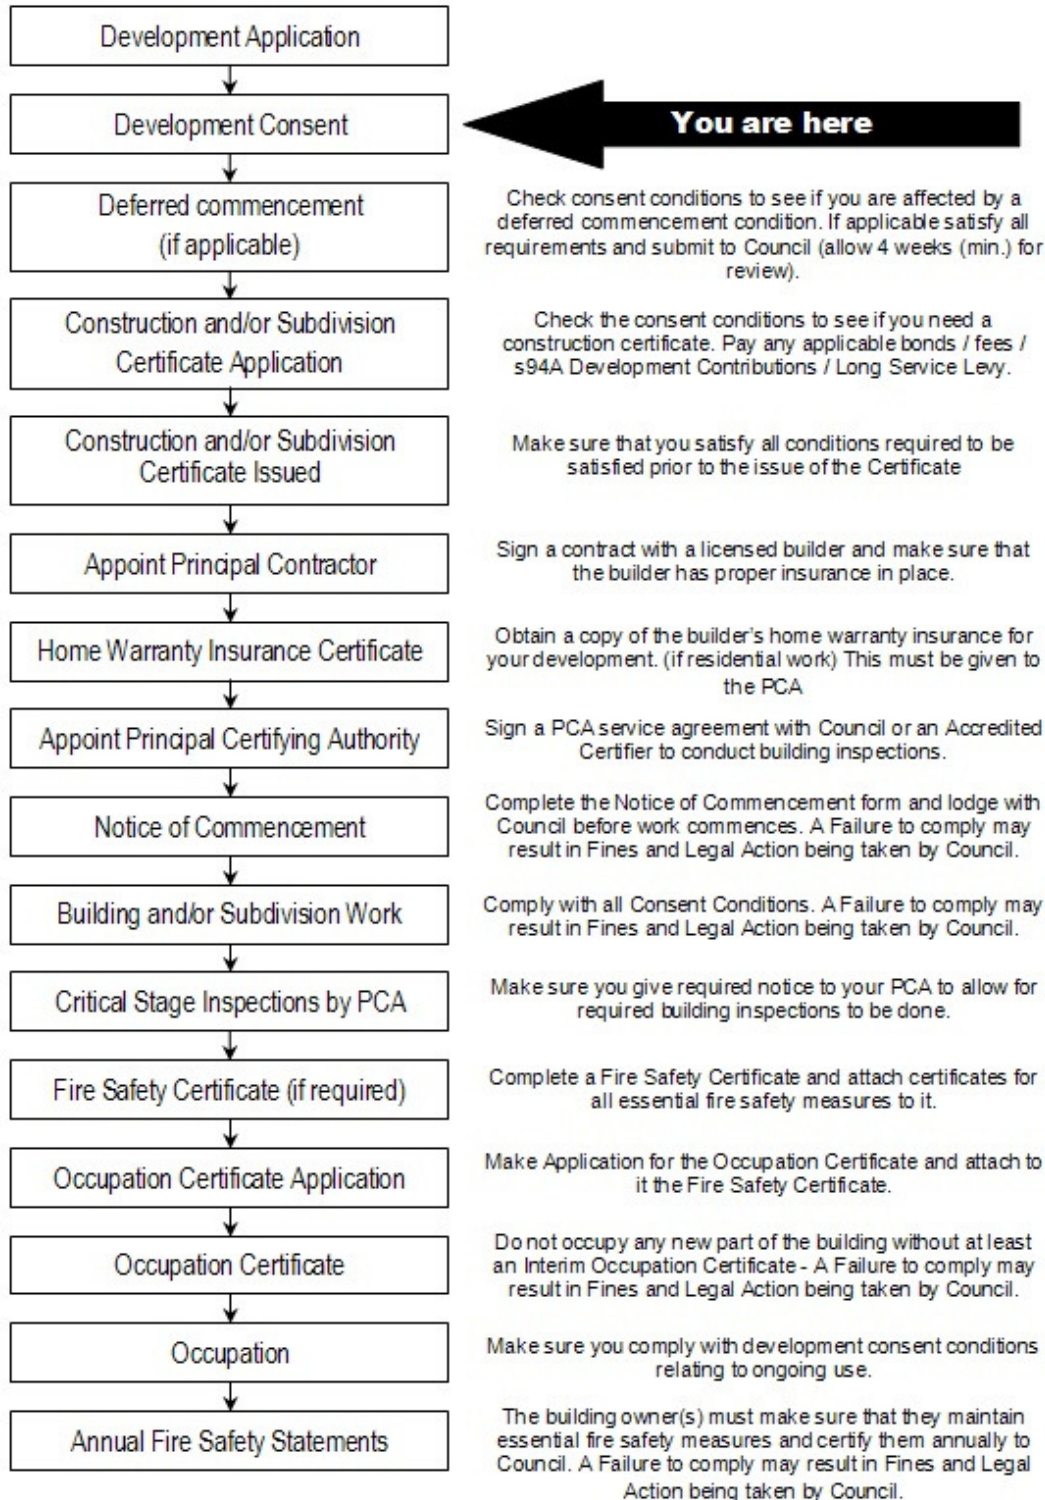 Development Application
Development Consent
You are here
Deferred commencement
(if applicable)
Check consent conditions to see if you are affected by a
deferred commencement condition. If applicable satisfy all
requirements and submit to Council (allow 4 weeks (min.) for
review).
Construction and/or Subdivision
Certificate Application
Check the consent conditions to see if you need a
construction certificate. Pay any applicable bonds / fees /
s94A Development Contributions / Long Service Levy.
Construction and/or Subdivision
Certificate Issued
Make sure that you satisfy all conditions required to be
satisfied prior to the issue of the Certificate
Appoint Principal Contractor
Sign a contract with a licensed builder and make sure that
the builder has proper insurance in place.
Home Warranty Insurance Certificate
Obtain a copy of the builder's home warranty insurance for
your development. (if residential work) This must be given to
the PCA
Appoint Principal Certifying Authority
Sign a PCA service agreement with Council or an Accredited
Certifier to conduct building inspections.
Notice of Commencement
Complete the Notice of Commencement form and lodge with
Council before work commences. A Failure to comply may
result in Fines and Legal Action being taken by Council.
Building and/or Subdivision Work
Comply with all Consent Conditions. A Failure to comply may
result in Fines and Legal Action being taken by Council.
Critical Stage Inspections by PCA
Make sure you give required notice to your PCA to allow for
required building inspections to be done.
Fire Safety Certificate (if required)
Complete a Fire Safety Certificate and attach certificates for
all essential fire safety measures to it.
Occupation Certificate Application
Make Application for the Occupation Certificate and attach to
it the Fire Safety Certificate.
Occupation Certificate
Do not occupy any new part of the building without at least
an Interim Occupation Certificate - A Failure to comply may
result in Fines and Legal Action being taken by Council.
Occupation
Make sure you comply with development consent conditions
relating to ongoing use.
Annual Fire Safety Statements
The building owner(s) must make sure that they maintain
essential fire safety measures and certify them annually to
Council. A Failure to comply may result in Fines and Legal
Action being taken by Council.